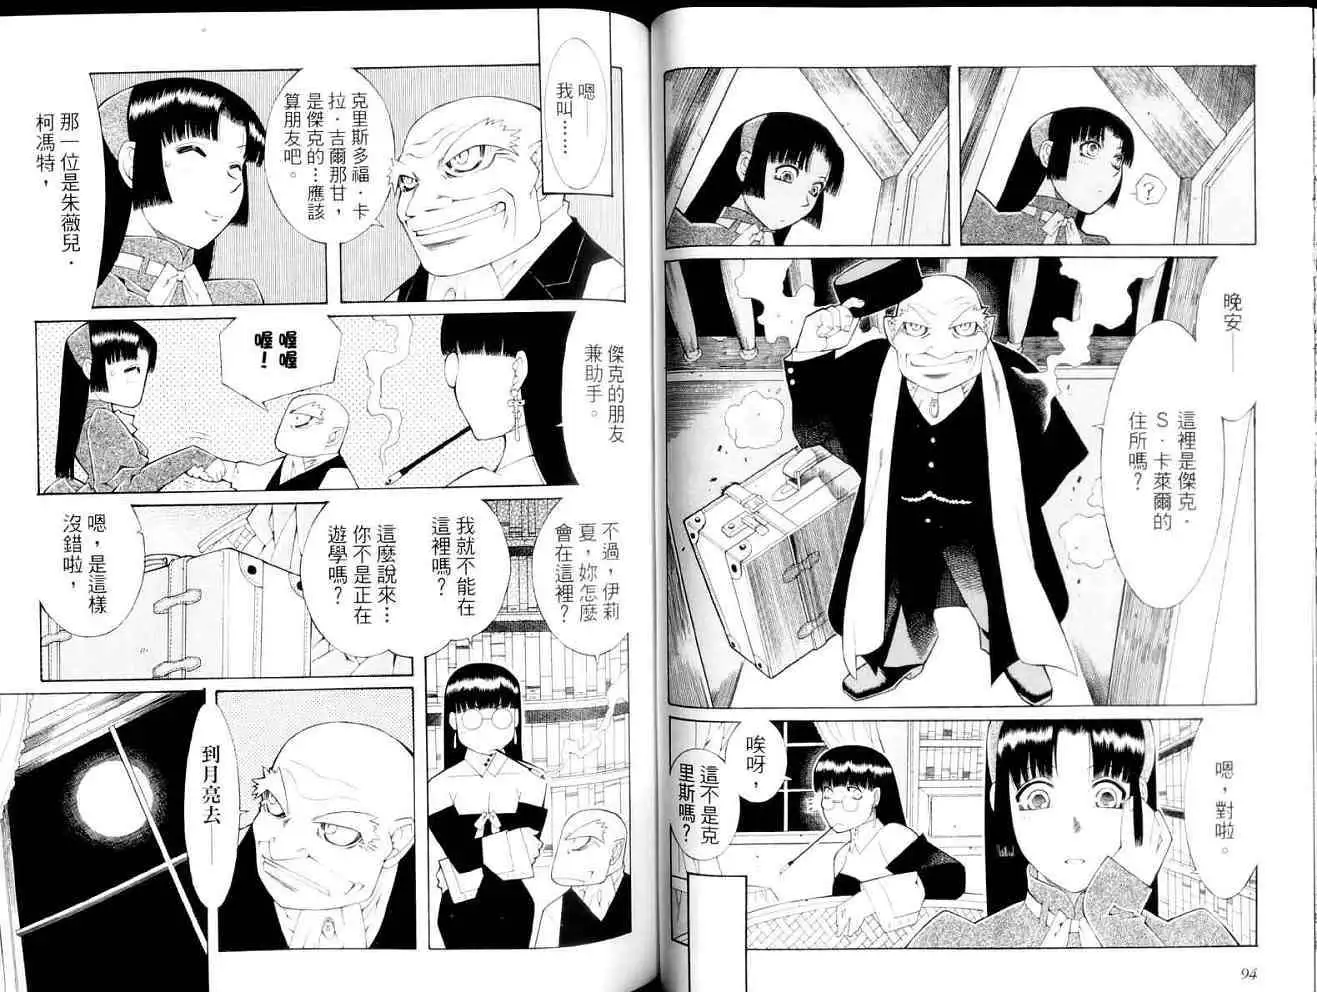 ?
晚安——
這裡是傑克．
S．卡萊爾的
住所嗎？
嗯，對啦。
唉呀，
這不是克
里斯嗎？
94
嗯——
我叫……
克里斯多福．卡
拉．吉爾那甘，
是傑克的…應該
算朋友吧。
那一位是朱薇兒．
柯馮特，
傑克的朋友
兼助手。
喔喔
喔！
不過，伊莉
夏，妳怎麼
會在這裡？
我就不能在
這裡嗎？
這麼說來…
你不是正在
遊學嗎？
嗯，是這樣
沒錯啦，
到月亮去——